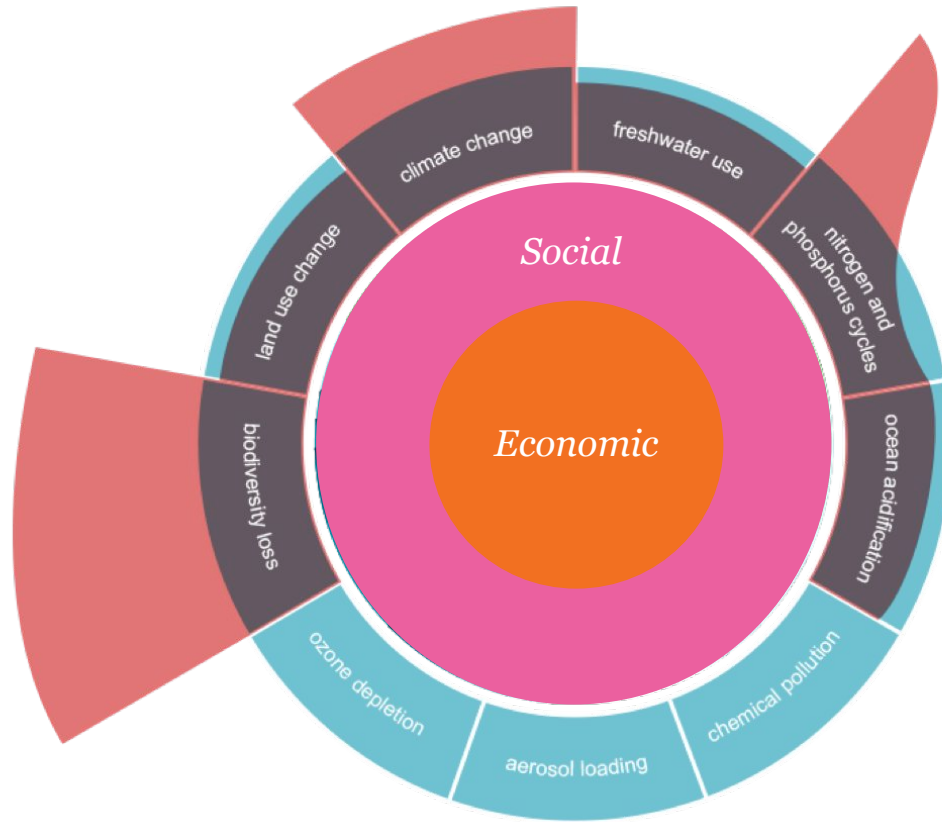 climate change
freshwater use
nitrogen and
phosphorus cycles
land use change
Social
Economic
biodiversity loss
ocean acidification
ozone depletion
chemical pollution
aerosol loading